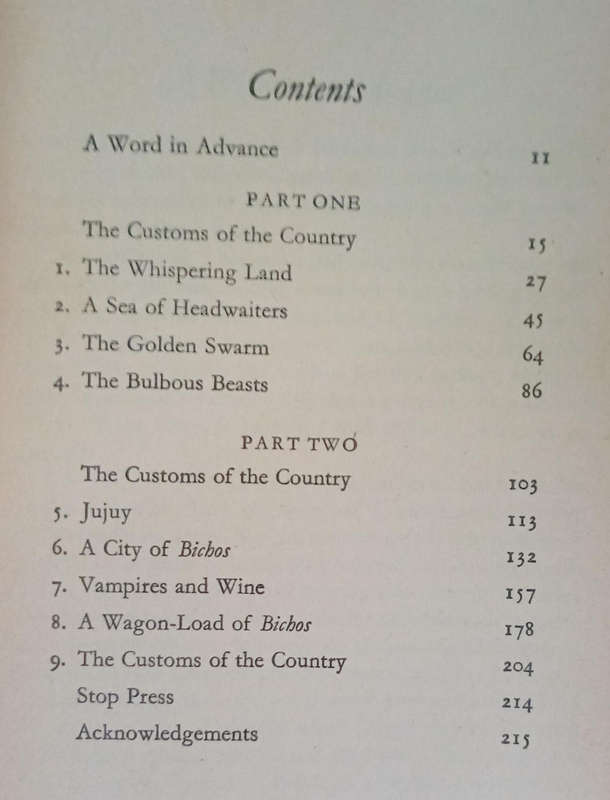 Contents
A Word in Advance 11
PART ONE
The Customs of the Country 15
1. The Whispering Land 27
2. A Sea of Headwaiters 45
3. The Golden Swarm 64
4. The Bulbous Beasts 86
PART TWO
The Customs of the Country 103
5. Jujuy 113
6. A City of Bichos 132
7. Vampires and Wine 157
8. A Wagon-Load of Bichos 178
9. The Customs of the Country 204
Stop Press 214
Acknowledgements 215